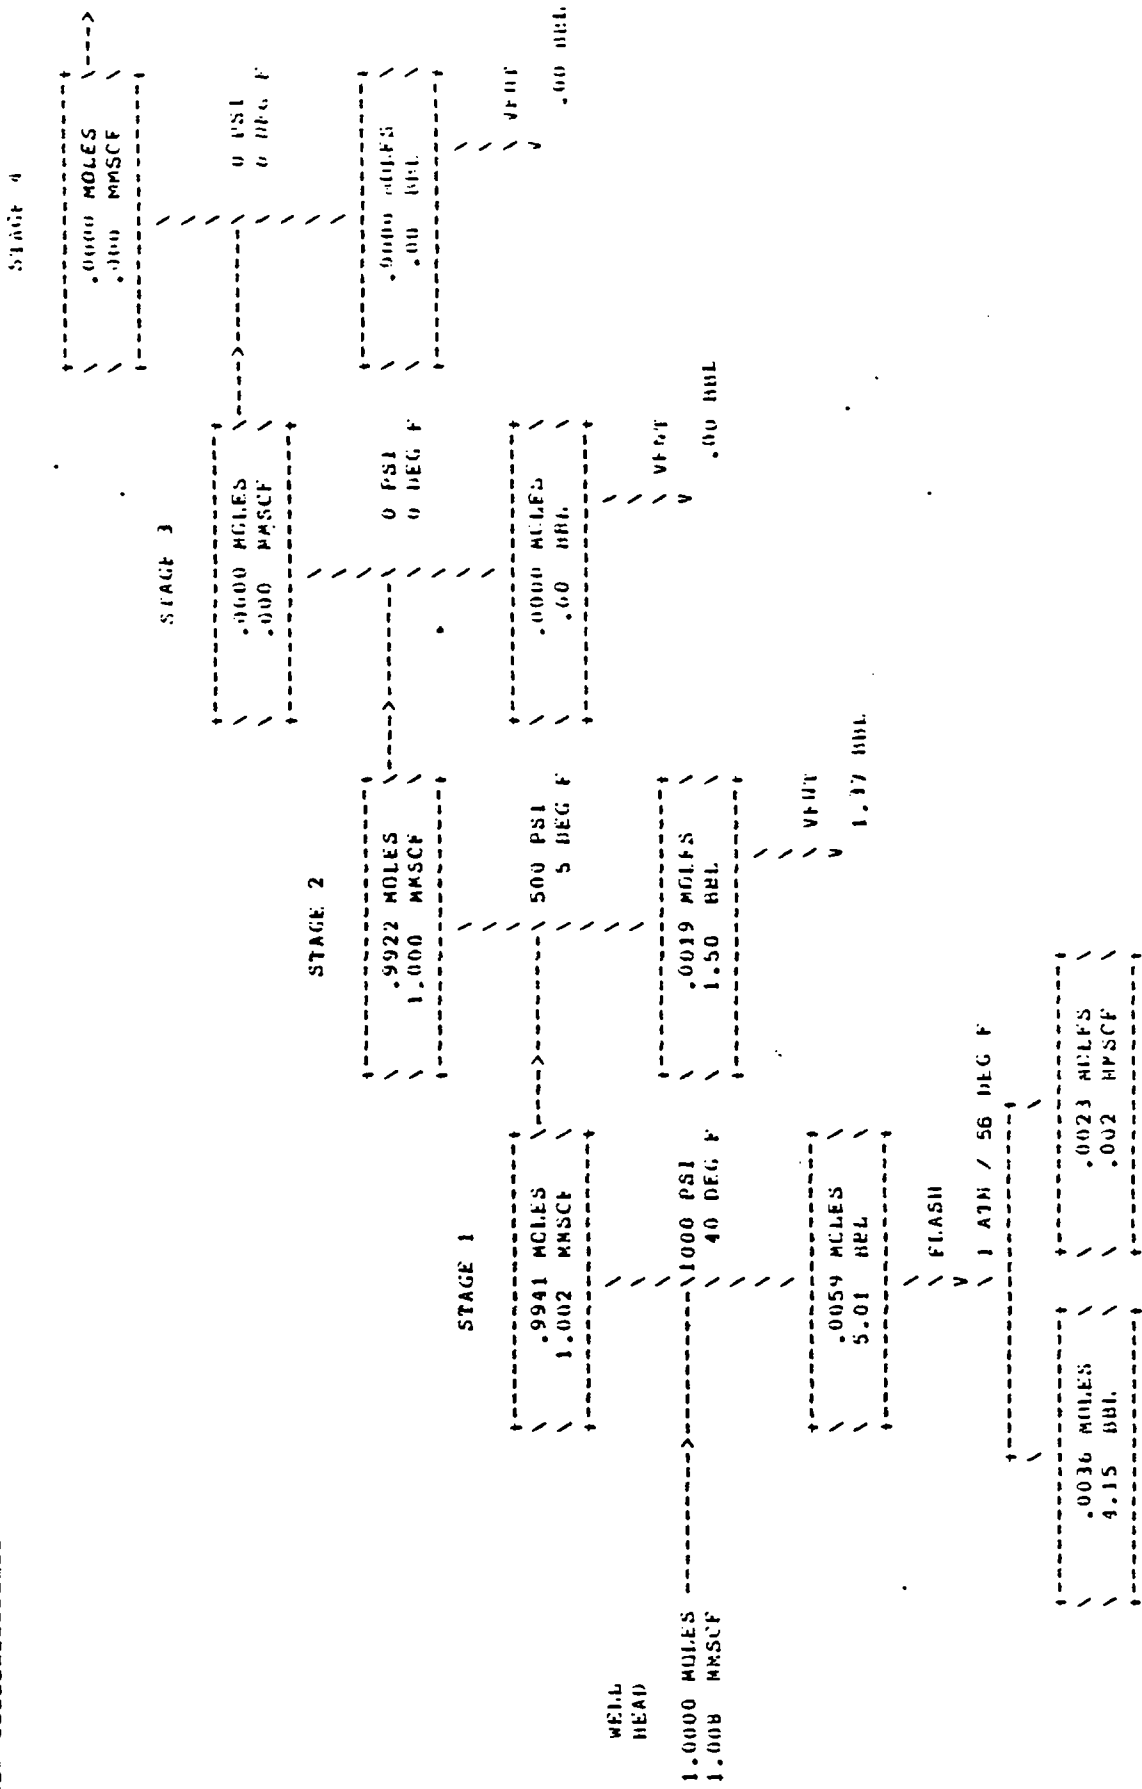 STAGE 4
.0000 MOLES
.000 MMSCF
0 PSI
0 DEG F
.0000 MOLES
.00 BBL
VENT
.00 BBL
STAGE 3
.0000 MOLES
.000 MMSCF
0 PSI
0 DEG F
.0000 MOLES
.00 BBL
VENT
.00 BBL
STAGE 2
.9922 MOLES
1.000 MMSCF
500 PSI
5 DEG F
.0019 MOLES
1.50 BBL
VENT
1.37 BBL
STAGE 1
.9941 MOLES
1.002 MMSCF
1000 PSI
40 DEG F
.0059 MOLES
5.01 BBL
FLASH
1 ATM / 56 DEG F
.0023 MOLES
.002 MMSCF
.0036 MOLES
4.15 BBL
WELL
HEAD
1.0000 MOLES
1.008 MMSCF